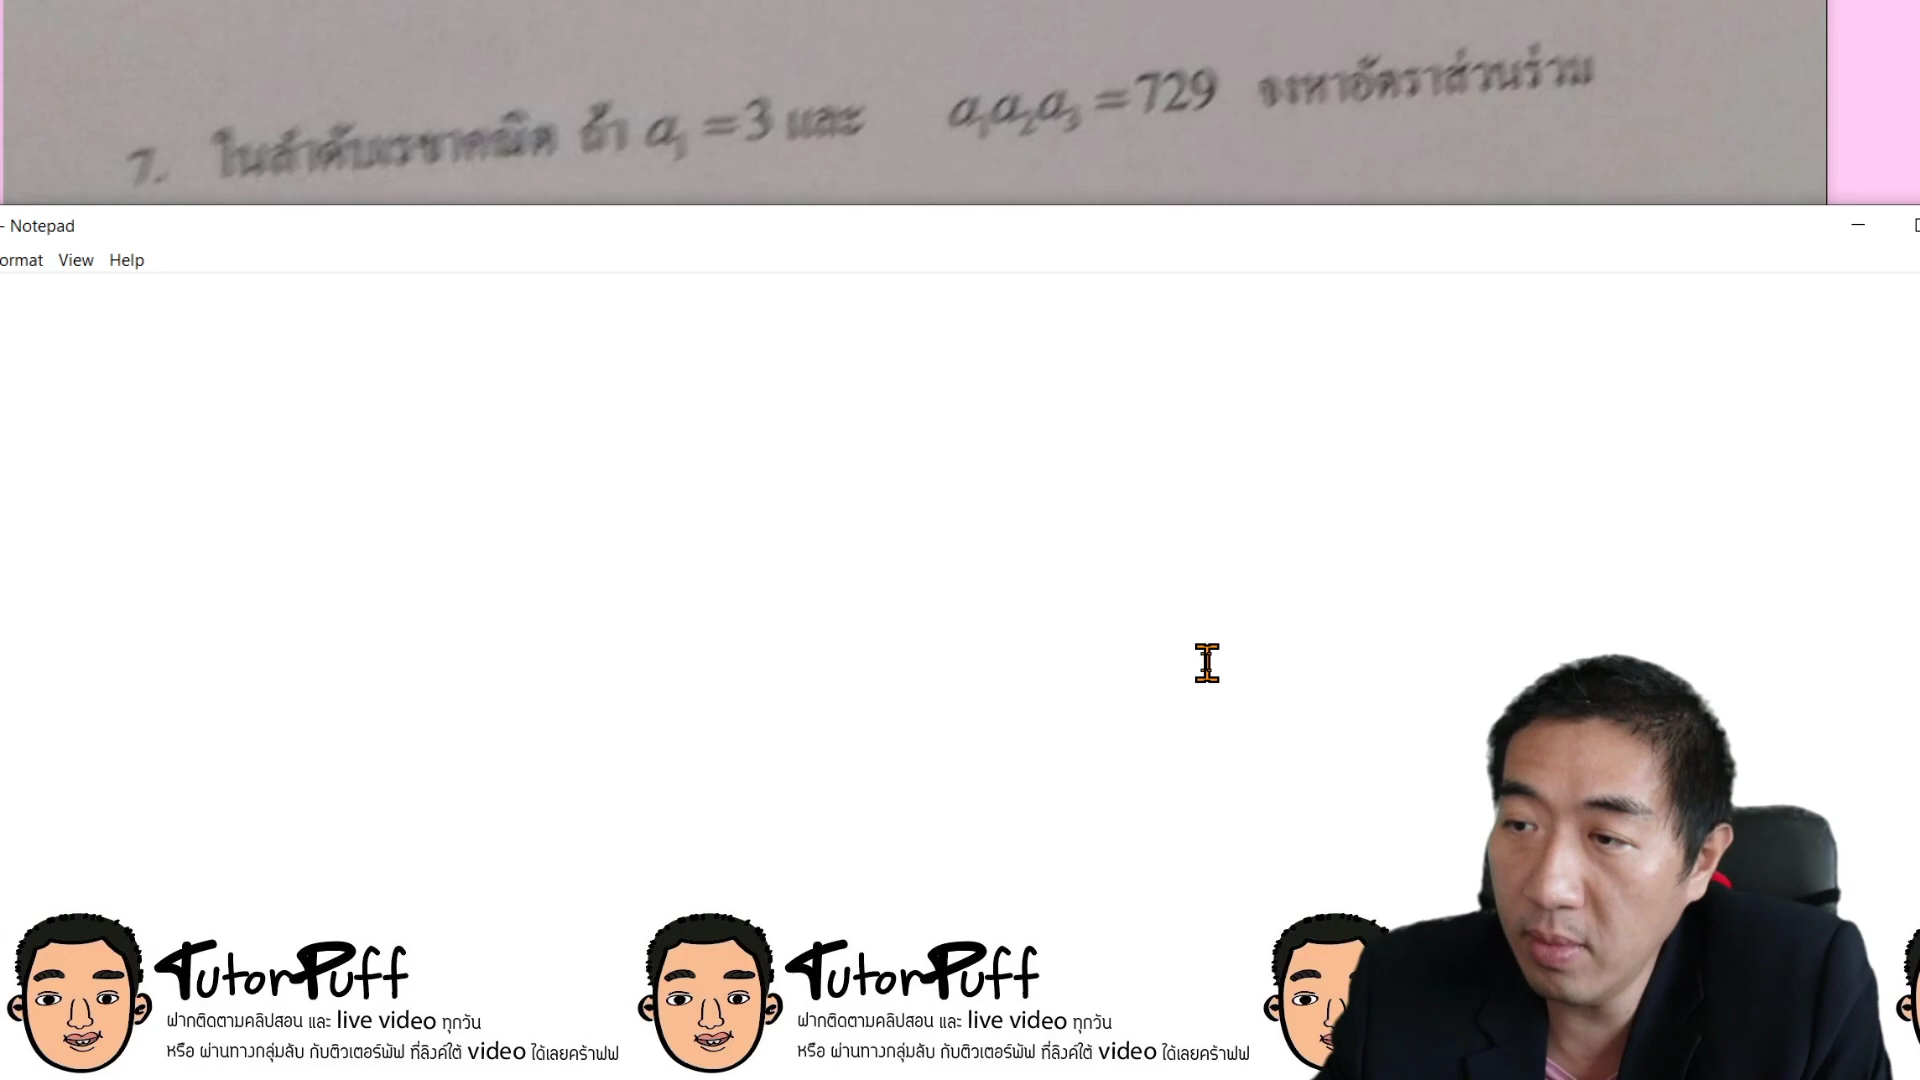 7. ในลำดับเรขาคณิต ถ้า a₁ = 3 และ a₁a₂a₃ = 729 จงหาอัตราส่วนร่วม
- Notepad
ormat View Help
TutorPuff TutorPuff
ฝากติดตามคลิปสอน และ live video ทุกวัน ฝากติดตามคลิปสอน และ live video ทุกวัน
หรือ ผ่านทางกลุ่มลับ กับติวเตอร์พัฟ ที่ลิงค์ใต้ video ได้เลยคร้าฟฟ หรือ ผ่านทางกลุ่มลับ กับติวเตอร์พัฟ ที่ลิงค์ใต้ video ได้เลยคร้าฟฟ